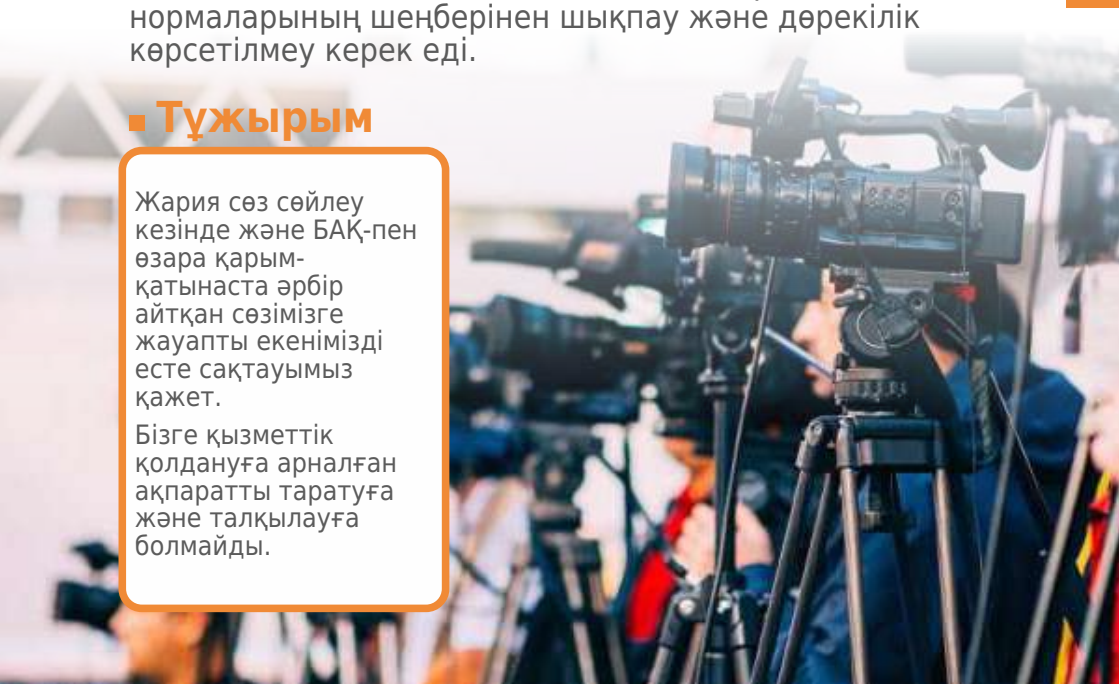 нормаларының шеңберінен шықпау және дөрекілік
көрсетілмеу керек еді.
Тұжырым
Жария сөз сөйлеу
кезінде және БАҚ-пен
өзара қарым-
қатынаста әрбір
айтқан сөзімізге
жауапты екенімізді
есте сақтауымыз
қажет.
Бізге қызметтік
қолдануға арналған
ақпаратты таратуға
және талқылауға
болмайды.